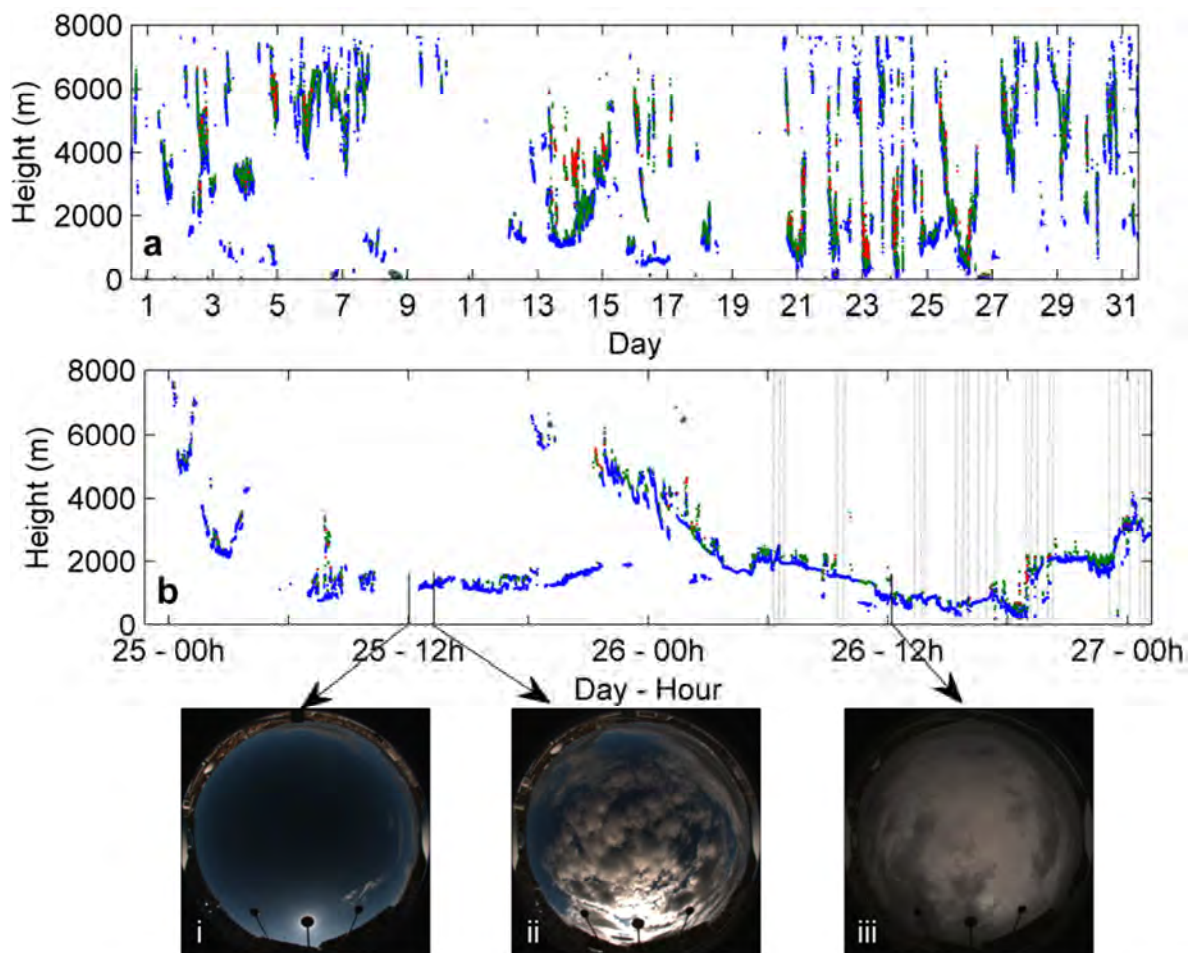 8000
6000
4000
2000
0
Height (m)
a
1 3 5 7 9 11 13 15 17 19 21 23 25 27 29 31
Day
8000
6000
4000
2000
0
Height (m)
b
25 - 00h 25 - 12h 26 - 00h 26 - 12h 27 - 00h
Day - Hour
i ii iii